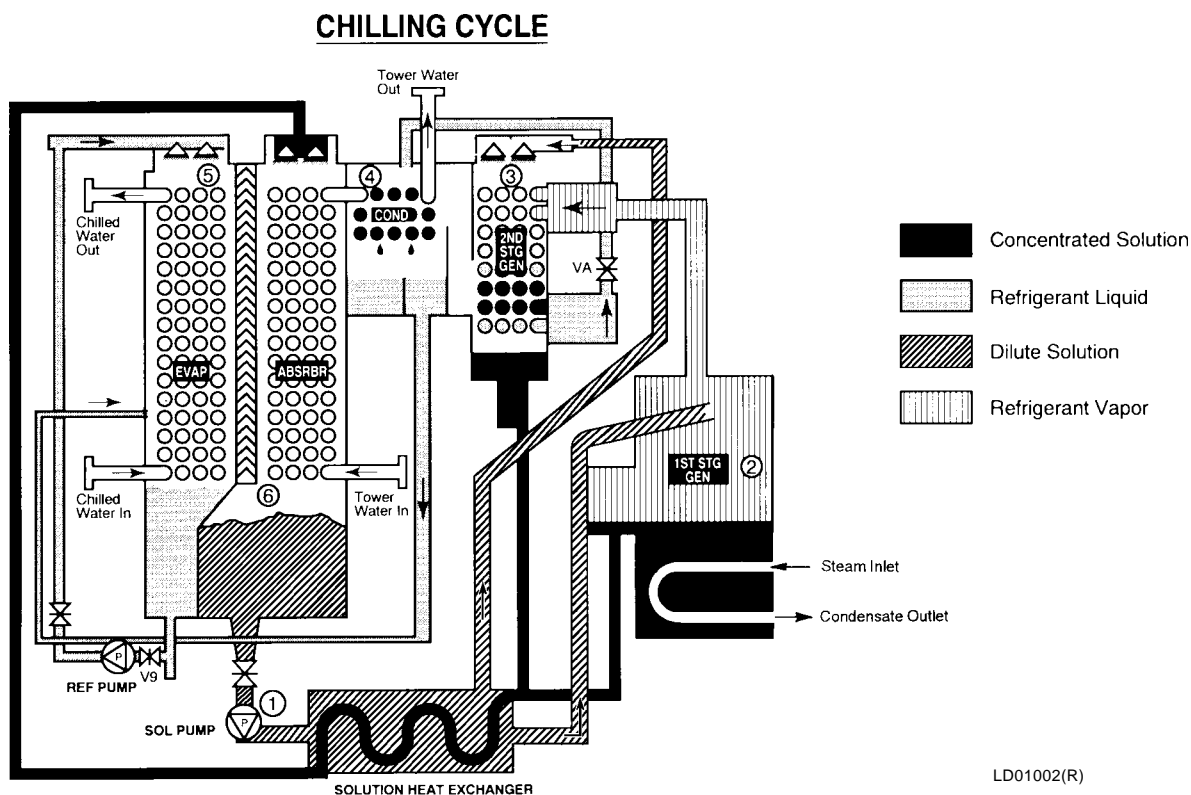 CHILLING CYCLE
Tower Water
Out
5
4
3
COND
2ND
STG
GEN
Chilled
Water
Out
VA
EVAP
ABSRBR
1ST STG
GEN
2
Chilled
Water In
6
Tower
Water In
Steam Inlet
Condensate Outlet
P
V9
REF PUMP
1
P
SOL PUMP
SOLUTION HEAT EXCHANGER
Concentrated Solution
Refrigerant Liquid
Dilute Solution
Refrigerant Vapor
LD01002(R)